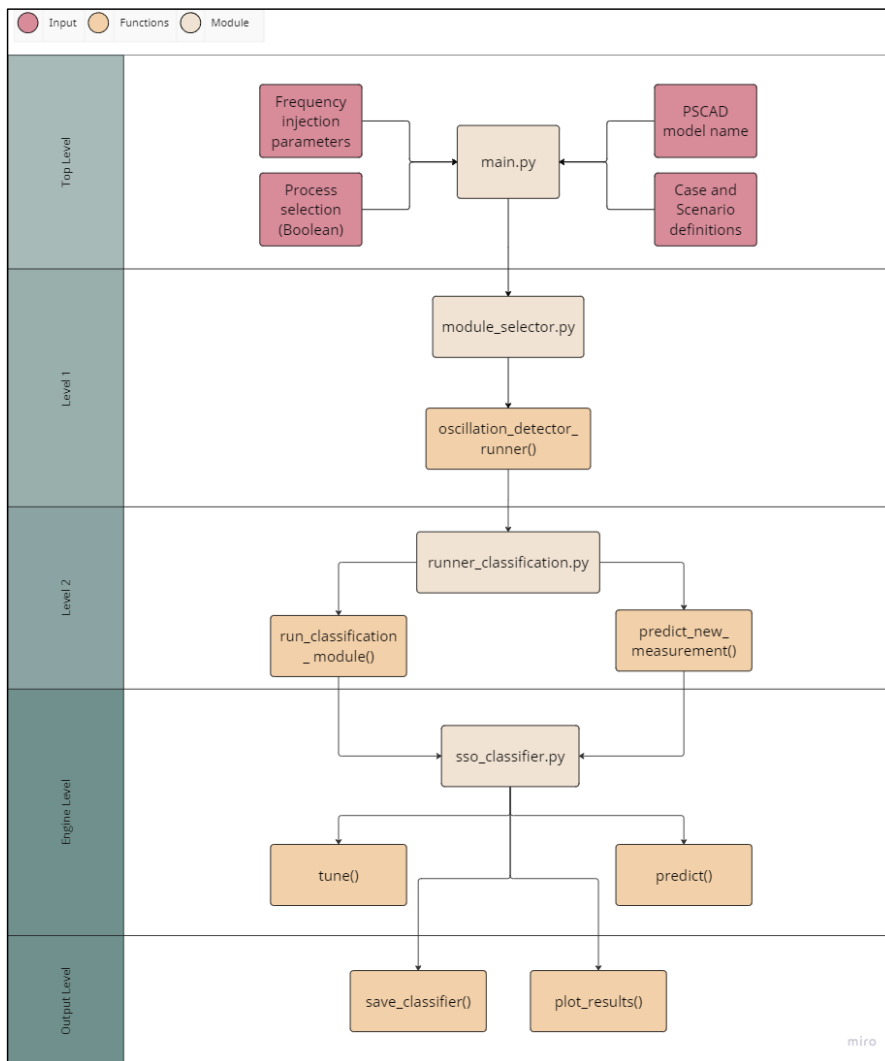 Input Functions Module
Top Level
Frequency
injection
parameters
Process
selection
(Boolean)
main.py
PSCAD
model name
Case and
Scenario
definitions
Level 1
module_selector.py
oscillation_detector_
runner()
Level 2
runner_classification.py
run_classification
_ module()
predict_new_
measurement()
Engine Level
sso_classifier.py
tune()
predict()
Output Level
save_classifier()
plot_results()
miro